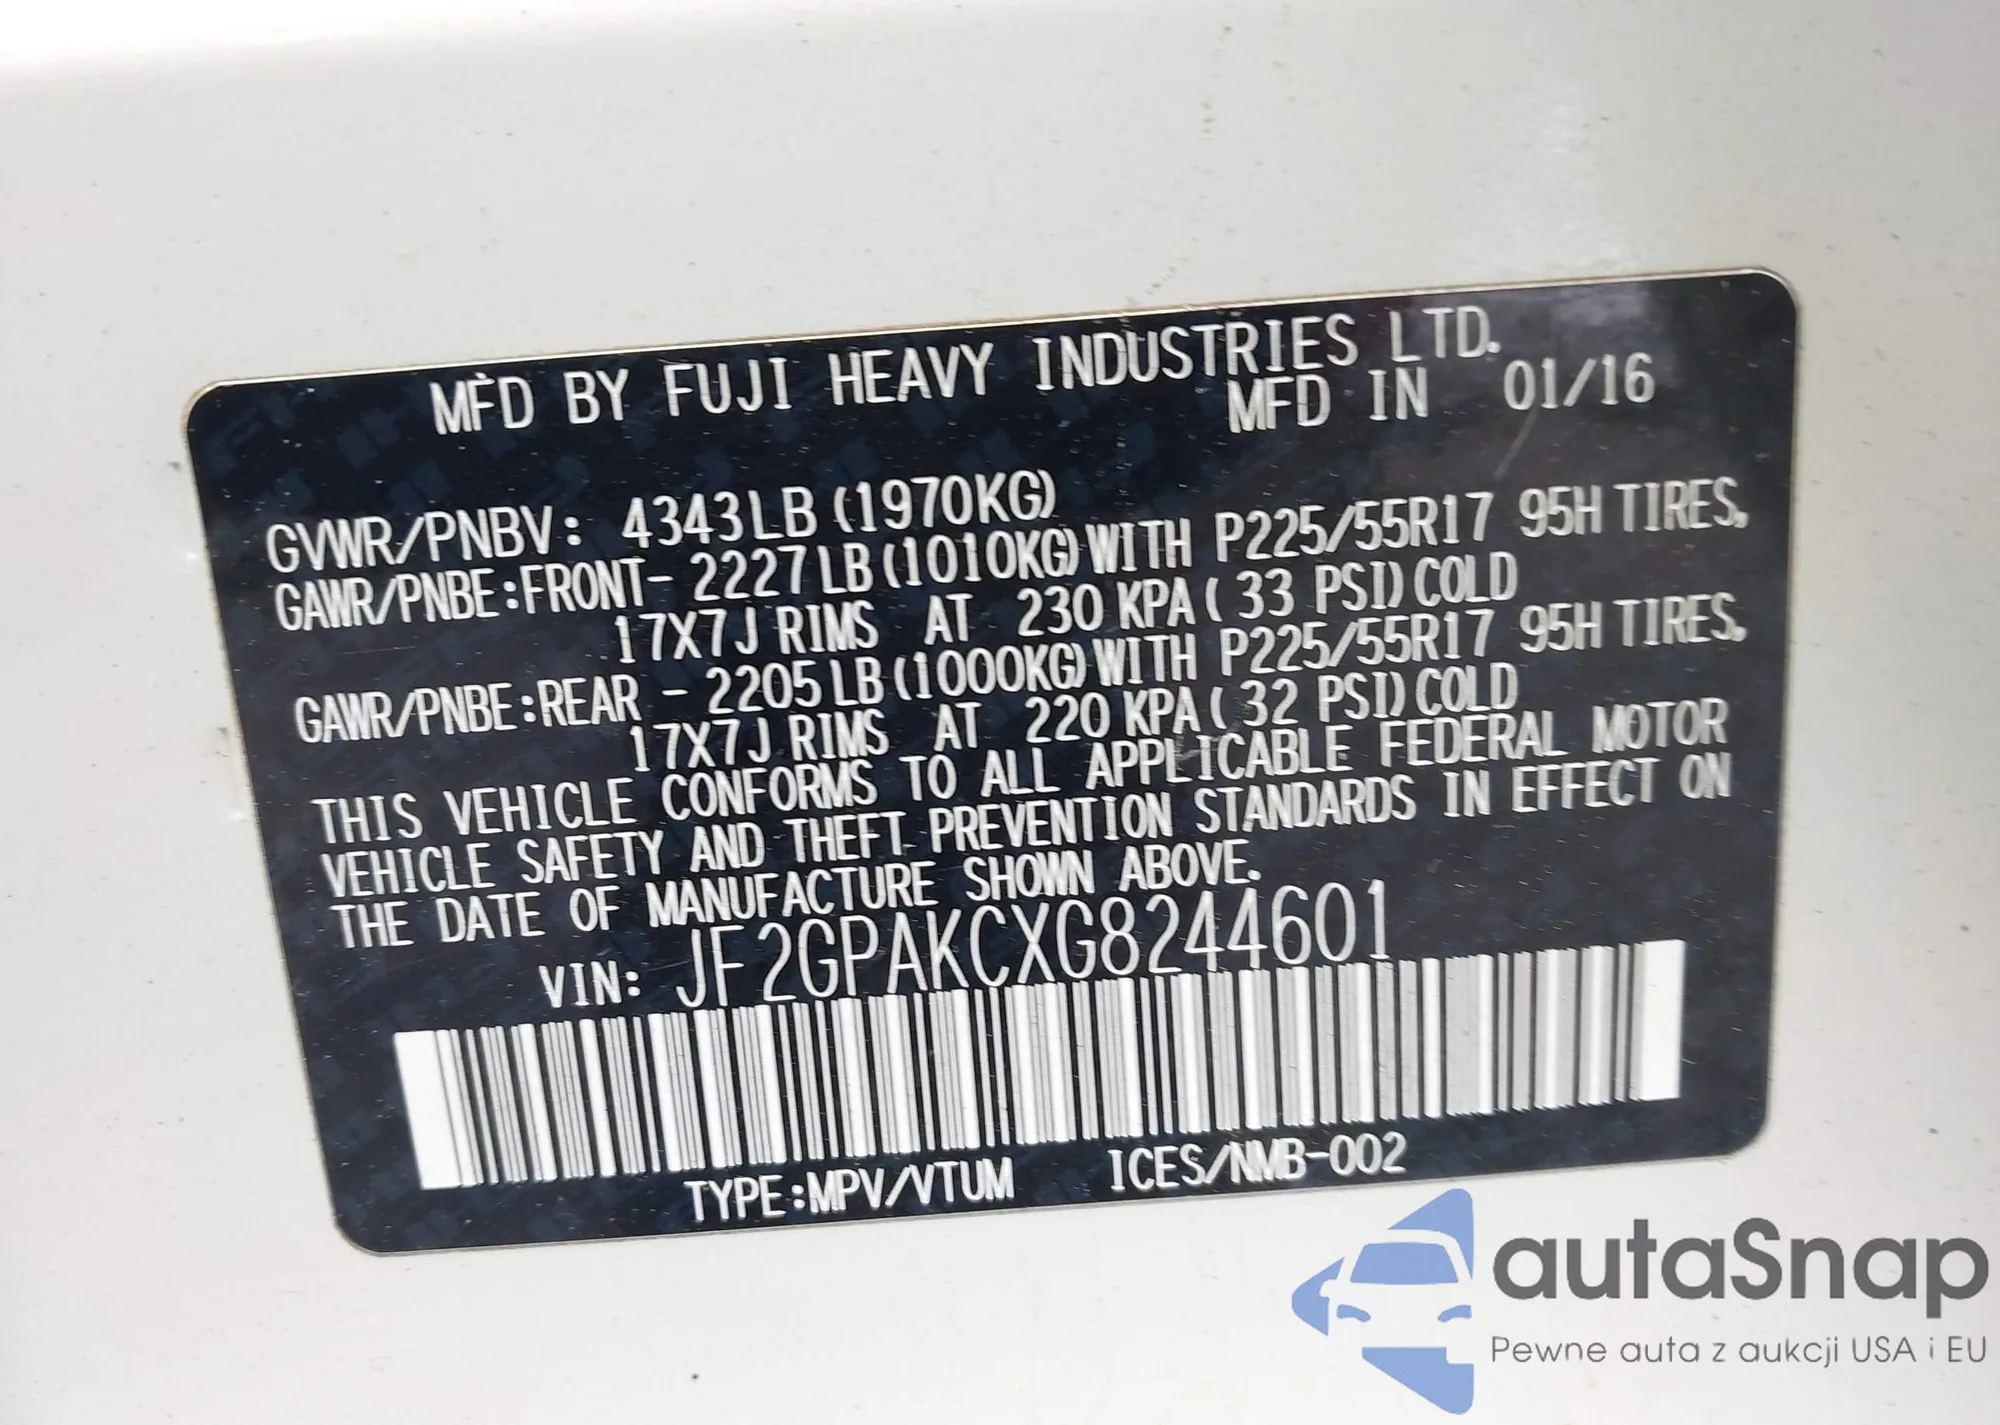 MFD BY FUJI HEAVY INDUSTRIES LTD.
MFD IN 01/16
GVWR/PNBV: 4343LB (1970KG)
GAWR/PNBE:FRONT- 2227LB (1010KG) WITH P225/55R17 95H TIRES,
17X7J RIMS AT 230 KPA ( 33 PSI) COLD
GAWR/PNBE:REAR - 2205LB (1000KG) WITH P225/55R17 95H TIRES,
17X7J RIMS AT 220 KPA ( 32 PSI) COLD
THIS VEHICLE CONFORMS TO ALL APPLICABLE FEDERAL MOTOR
VEHICLE SAFETY AND THEFT PREVENTION STANDARDS IN EFFECT ON
THE DATE OF MANUFACTURE SHOWN ABOVE.
VIN: JF2GPAKCXG8244601
TYPE:MPV/VTUM ICES/NMB-002
autaSnap
Pewne auta z aukcji USA i EU